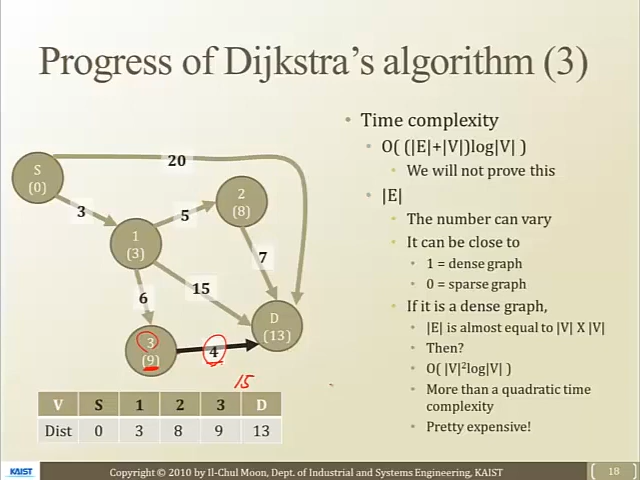 Progress of Dijkstra's algorithm (3)
S
(0)
20
3
1
(3)
5
2
(8)
7
6
15
3
(9)
4
D
(13)
15
V S 1 2 3 D
Dist 0 3 8 9 13
• Time complexity
• O( (|E|+|V|)log|V| )
• We will not prove this
• |E|
• The number can vary
• It can be close to
• 1 = dense graph
• 0 = sparse graph
• If it is a dense graph,
• |E| is almost equal to |V| X |V|
• Then?
• O( |V|²log|V| )
• More than a quadratic time
complexity
• Pretty expensive!
KAIST
Copyright © 2010 by Il-Chul Moon, Dept. of Industrial and Systems Engineering, KAIST
18